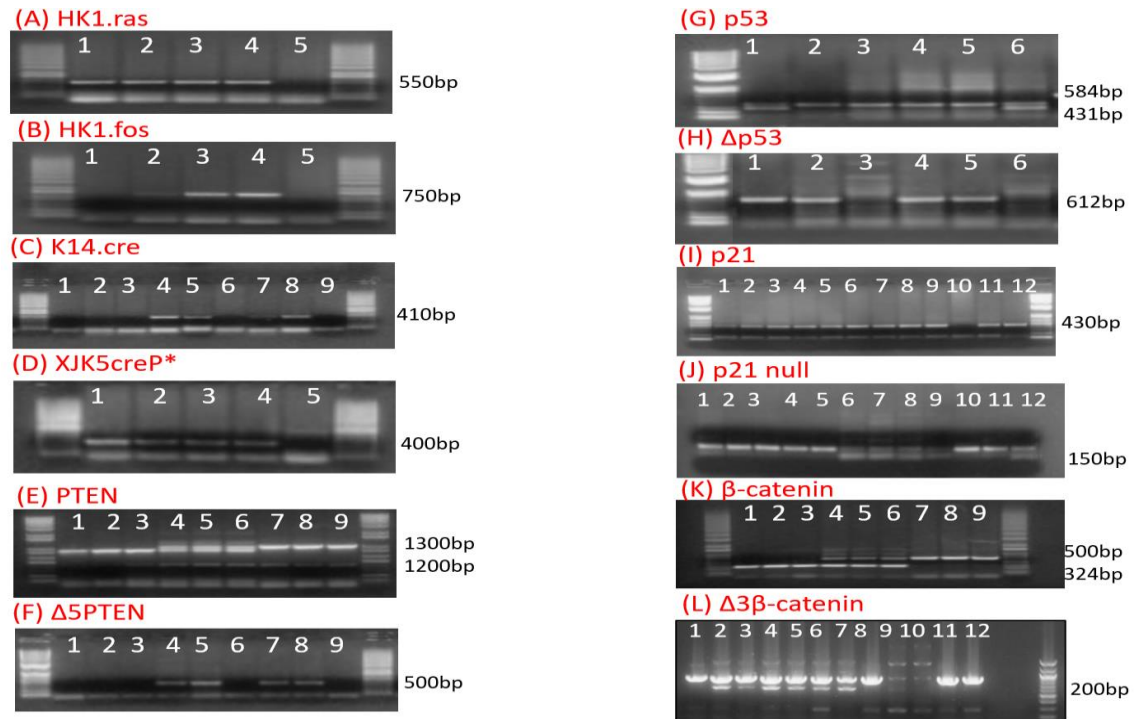 (A) HK1.ras
1 2 3 4 5
550bp
(B) HK1.fos
1 2 3 4 5
750bp
(C) K14.cre
1 2 3 4 5 6 7 8 9
410bp
(D) XJK5creP*
1 2 3 4 5
400bp
(E) PTEN
1 2 3 4 5 6 7 8 9
1300bp
1200bp
(F) Δ5PTEN
1 2 3 4 5 6 7 8 9
500bp
(G) p53
1 2 3 4 5 6
584bp
431bp
(H) Δp53
1 2 3 4 5 6
612bp
(I) p21
1 2 3 4 5 6 7 8 9 10 11 12
430bp
(J) p21 null
1 2 3 4 5 6 7 8 9 10 11 12
150bp
(K) β-catenin
1 2 3 4 5 6 7 8 9
500bp
324bp
(L) Δ3β-catenin
1 2 3 4 5 6 7 8 9 10 11 12
200bp